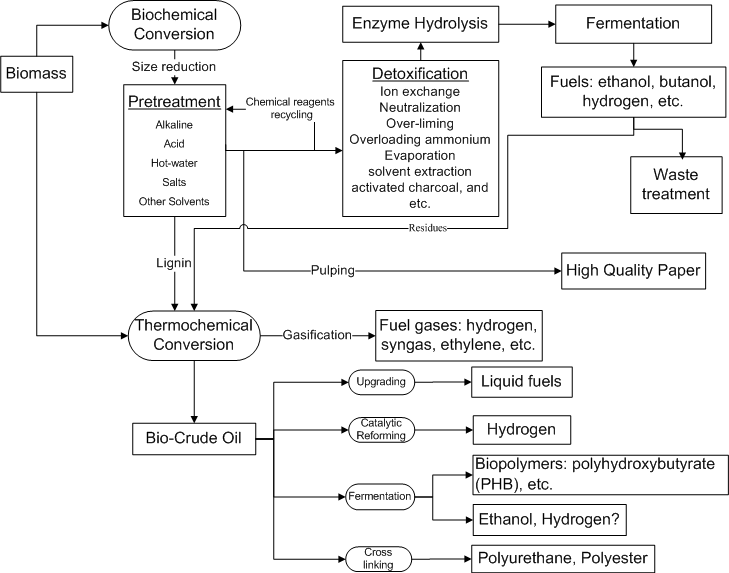 Biochemical
Conversion
Enzyme Hydrolysis
Fermentation
Biomass
Size reduction
Pretreatment
Alkaline
Acid
Hot-water
Salts
Other Solvents
Chemical reagents
recycling
Detoxification
Ion exchange
Neutralization
Over-liming
Overloading ammonium
Evaporation
solvent extraction
activated charcoal, and
etc.
Fuels: ethanol, butanol,
hydrogen, etc.
Waste
treatment
Residues
Lignin
Pulping
High Quality Paper
Thermochemical
Conversion
Gasification
Fuel gases: hydrogen,
syngas, ethylene, etc.
Bio-Crude Oil
Upgrading
Liquid fuels
Catalytic
Reforming
Hydrogen
Fermentation
Biopolymers: polyhydroxybutyrate
(PHB), etc.
Ethanol, Hydrogen?
Cross
linking
Polyurethane, Polyester